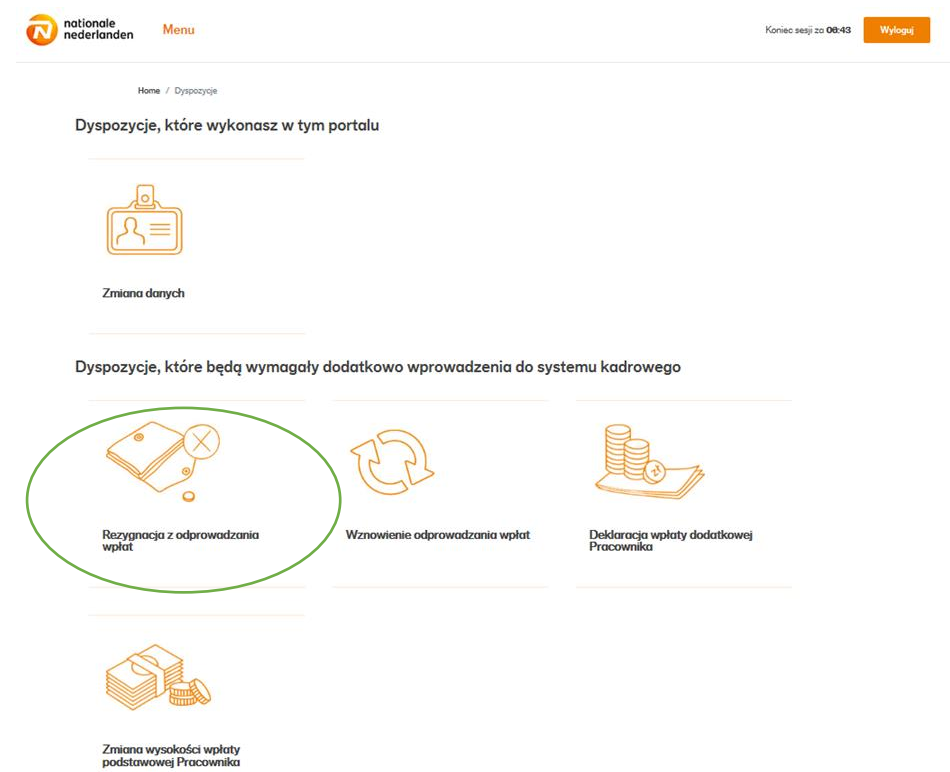 nationale
nederlanden
Menu
Koniec sesji za 06:43
Wyloguj
Home / Dyspozycje
Dyspozycje, które wykonasz w tym portalu
Zmiana danych
Dyspozycje, które będą wymagały dodatkowo wprowadzenia do systemu kadrowego
Rezygnacja z odprowadzania
wpłat
Wznowienie odprowadzania wpłat
zł
Deklaracja wpłaty dodatkowej
Pracownika
Zmiana wysokości wpłaty
podstawowej Pracownika